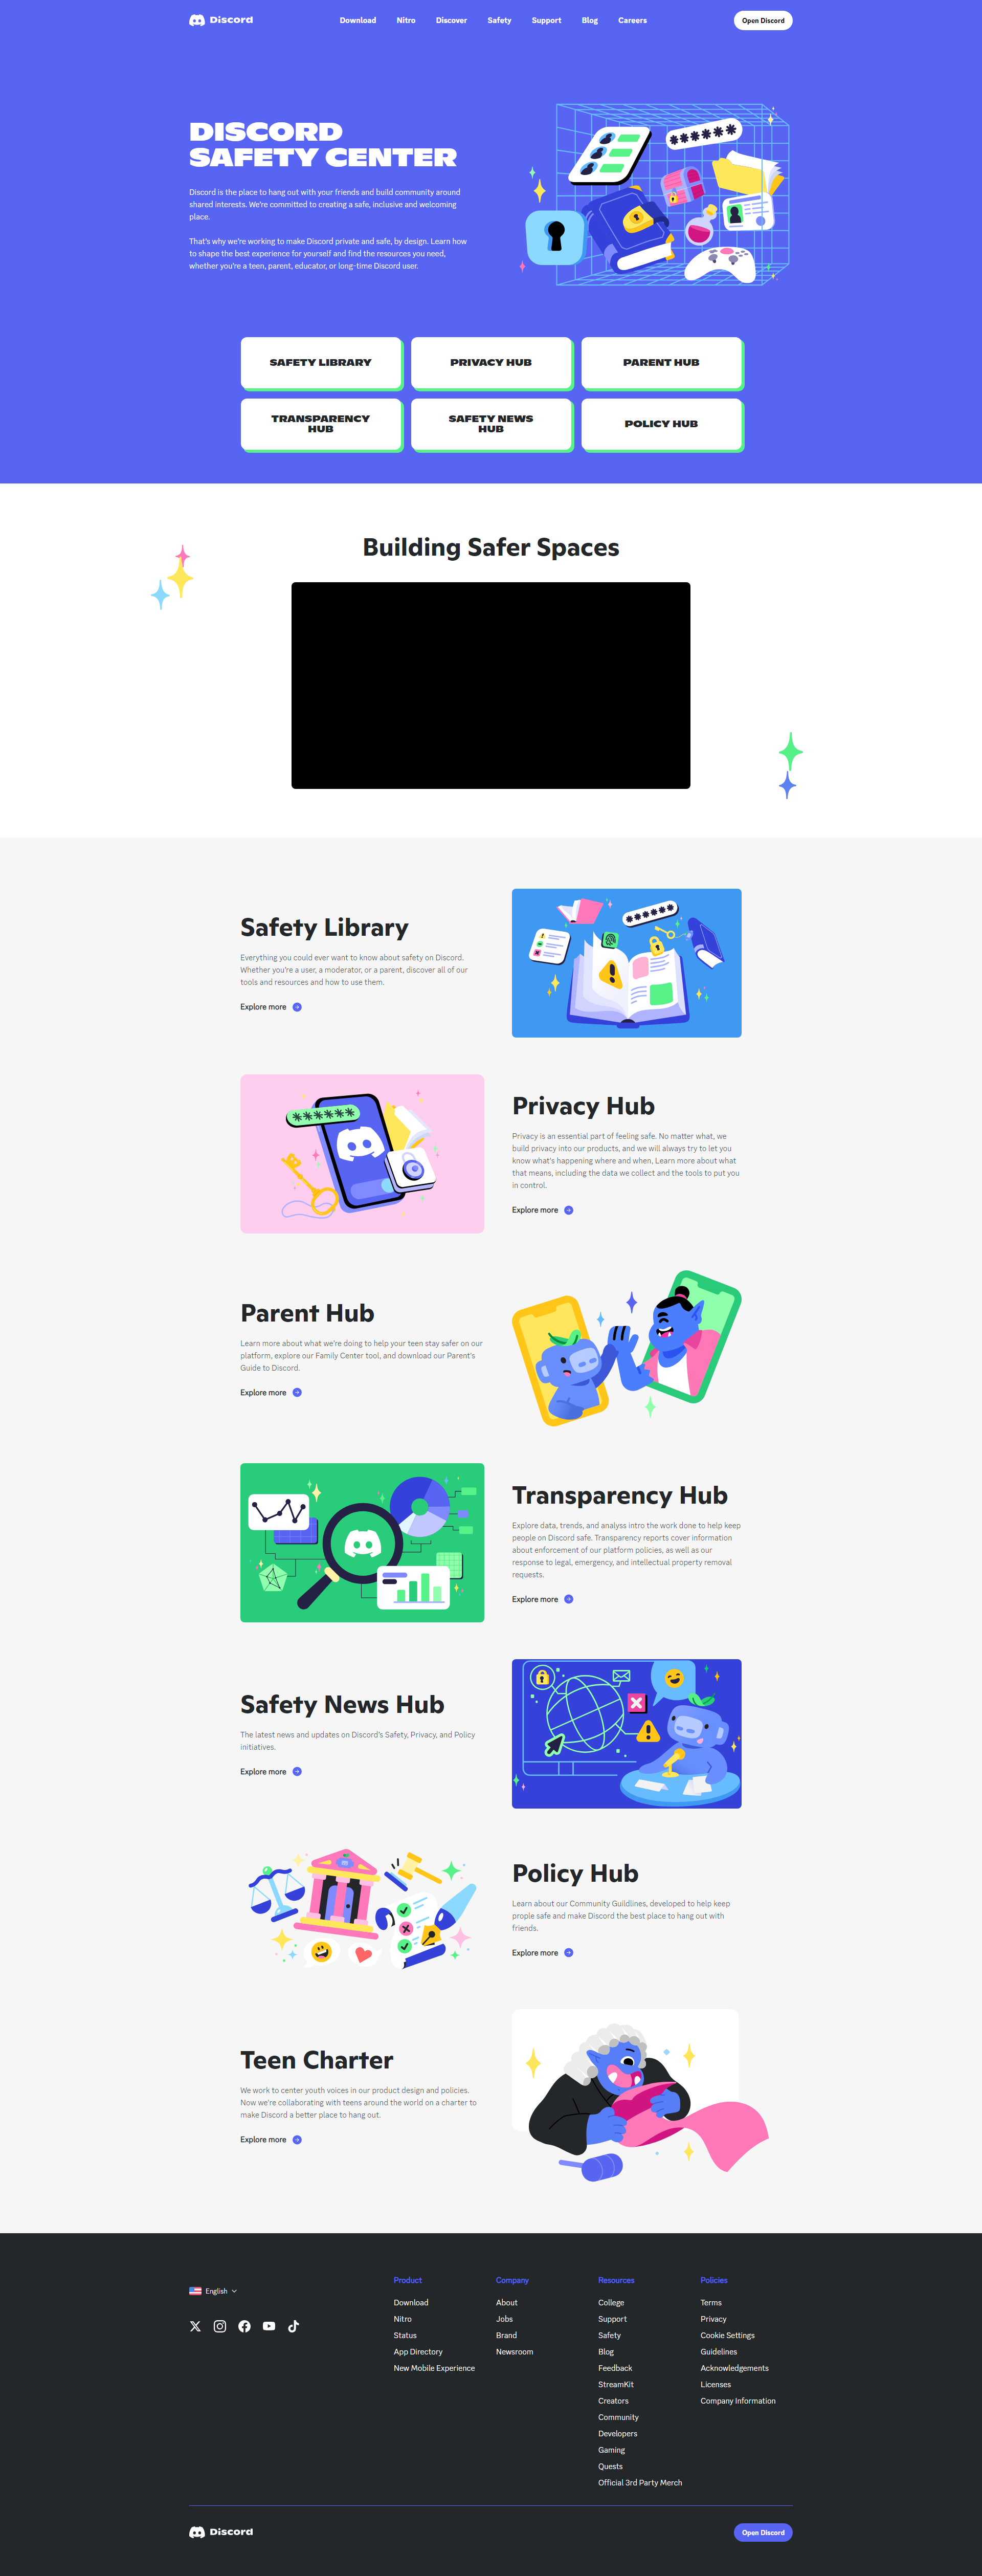 Discord
Download
Nitro
Discover
Safety
Support
Blog
Careers
Open Discord
DISCORD
SAFETY CENTER
Discord is the place to hang out with your friends and build community around
shared interests. We're committed to creating a safe, inclusive and welcoming
place.
That's why we're working to make Discord private and safe, by design. Learn how
to shape the best experience for yourself and find the resources you need,
whether you're a teen, parent, educator, or long-time Discord user.
SAFETY LIBRARY
PRIVACY HUB
PARENT HUB
TRANSPARENCY
HUB
SAFETY NEWS
HUB
POLICY HUB
Building Safer Spaces
Safety Library
Everything you could ever want to know about safety on Discord.
Whether you're a user, a moderator, or a parent, discover all of our
tools and resources and how to use them.
Explore more
Privacy Hub
Privacy is an essential part of feeling safe. No matter what, we
build privacy into our products, and we will always try to let you
know what's happening where and when, Learn more about what
that means, including the data we collect and the tools to put you
in control.
Explore more
Parent Hub
Learn more about what we're doing to help your teen stay safer on our
platform, explore our Family Center tool, and download our Parent's
Guide to Discord.
Explore more
Transparency Hub
Explore data, trends, and analyss intro the work done to help keep
people on Discord safe. Transparency reports cover information
about enforcement of our platform policies, as well as our
response to legal, emergency, and intellectual property removal
requests.
Explore more
Safety News Hub
The latest news and updates on Discord's Safety, Privacy, and Policy
initiatives.
Explore more
Policy Hub
Learn about our Community Guildlines, developed to help keep
prople safe and make Discord the best place to hang out with
friends.
Explore more
Teen Charter
We work to center youth voices in our product design and policies.
Now we're collaborating with teens around the world on a charter to
make Discord a better place to hang out.
Explore more
English
Product
Download
Nitro
Status
App Directory
New Mobile Experience
Company
About
Jobs
Brand
Newsroom
Resources
College
Support
Safety
Blog
Feedback
StreamKit
Creators
Community
Developers
Gaming
Quests
Official 3rd Party Merch
Policies
Terms
Privacy
Cookie Settings
Guidelines
Acknowledgements
Licenses
Company Information
Discord
Open Discord